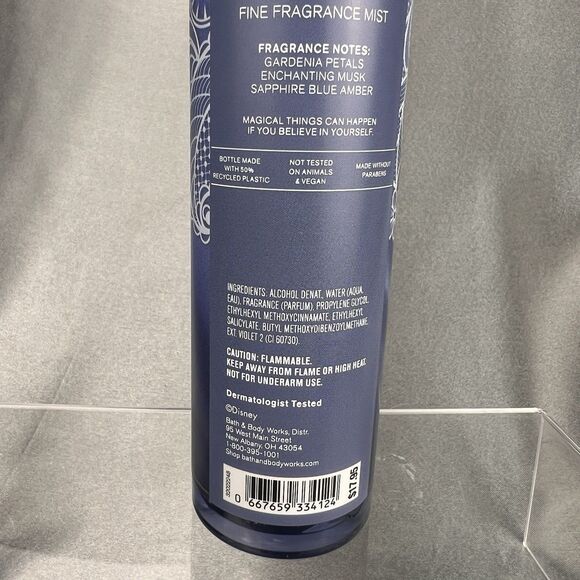 FINE FRAGRANCE MIST
FRAGRANCE NOTES:
GARDENIA PETALS
ENCHANTING MUSK
SAPPHIRE BLUE AMBER
MAGICAL THINGS CAN HAPPEN
IF YOU BELIEVE IN YOURSELF.
BOTTLE MADE
WITH 50%
RECYCLED PLASTIC
NOT TESTED
ON ANIMALS
& VEGAN
MADE WITHOUT
PARABENS
INGREDIENTS: ALCOHOL DENAT, WATER (AQUA,
EAU). FRAGRANCE (PARFUM), PROPYLENE GLYCOL,
ETHYLHEXYL METHOXYCINNAMATE, ETHYLHEXYL
SALICYLATE. BUTYL METHOXYDIBENZOYLMETHANE,
EXT. VIOLET 2 (CI 60730).
CAUTION: FLAMMABLE.
KEEP AWAY FROM FLAME OR HIGH HEAT.
NOT FOR UNDERARM USE.
Dermatologist Tested
©Disney
Bath & Body Works, Distr.
95 West Main Street
New Albany, OH 43054
1-800-395-1001
Shop bathandbodyworks.com
0 667659 334124
$17.95